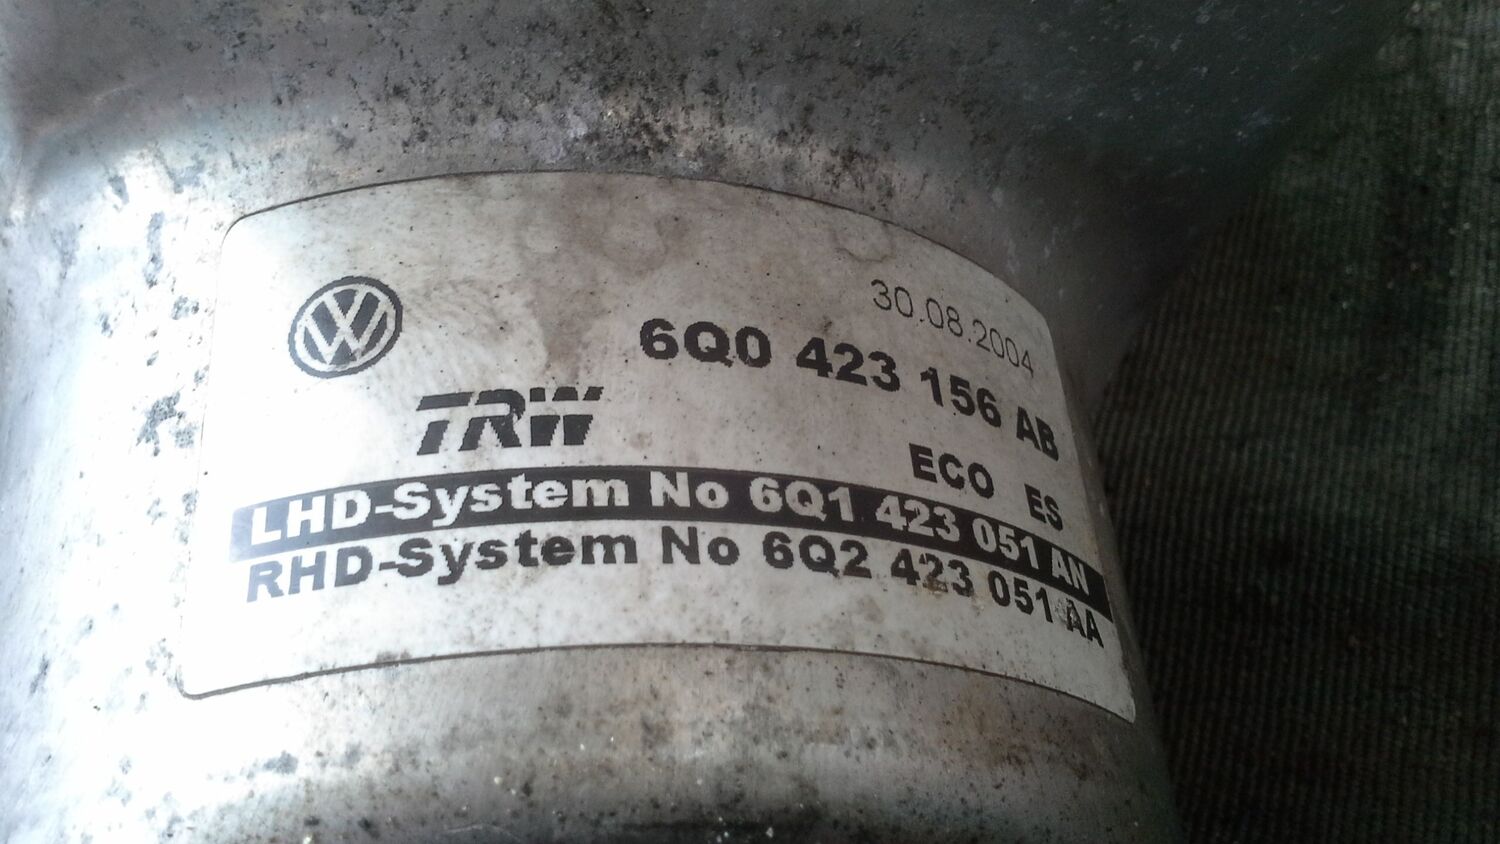 30.08.2004
6Q0 423 156 AB
TRW
ECO ES
LHD-System No 6Q1 423 051 AN
RHD-System No 6Q2 423 051 AA